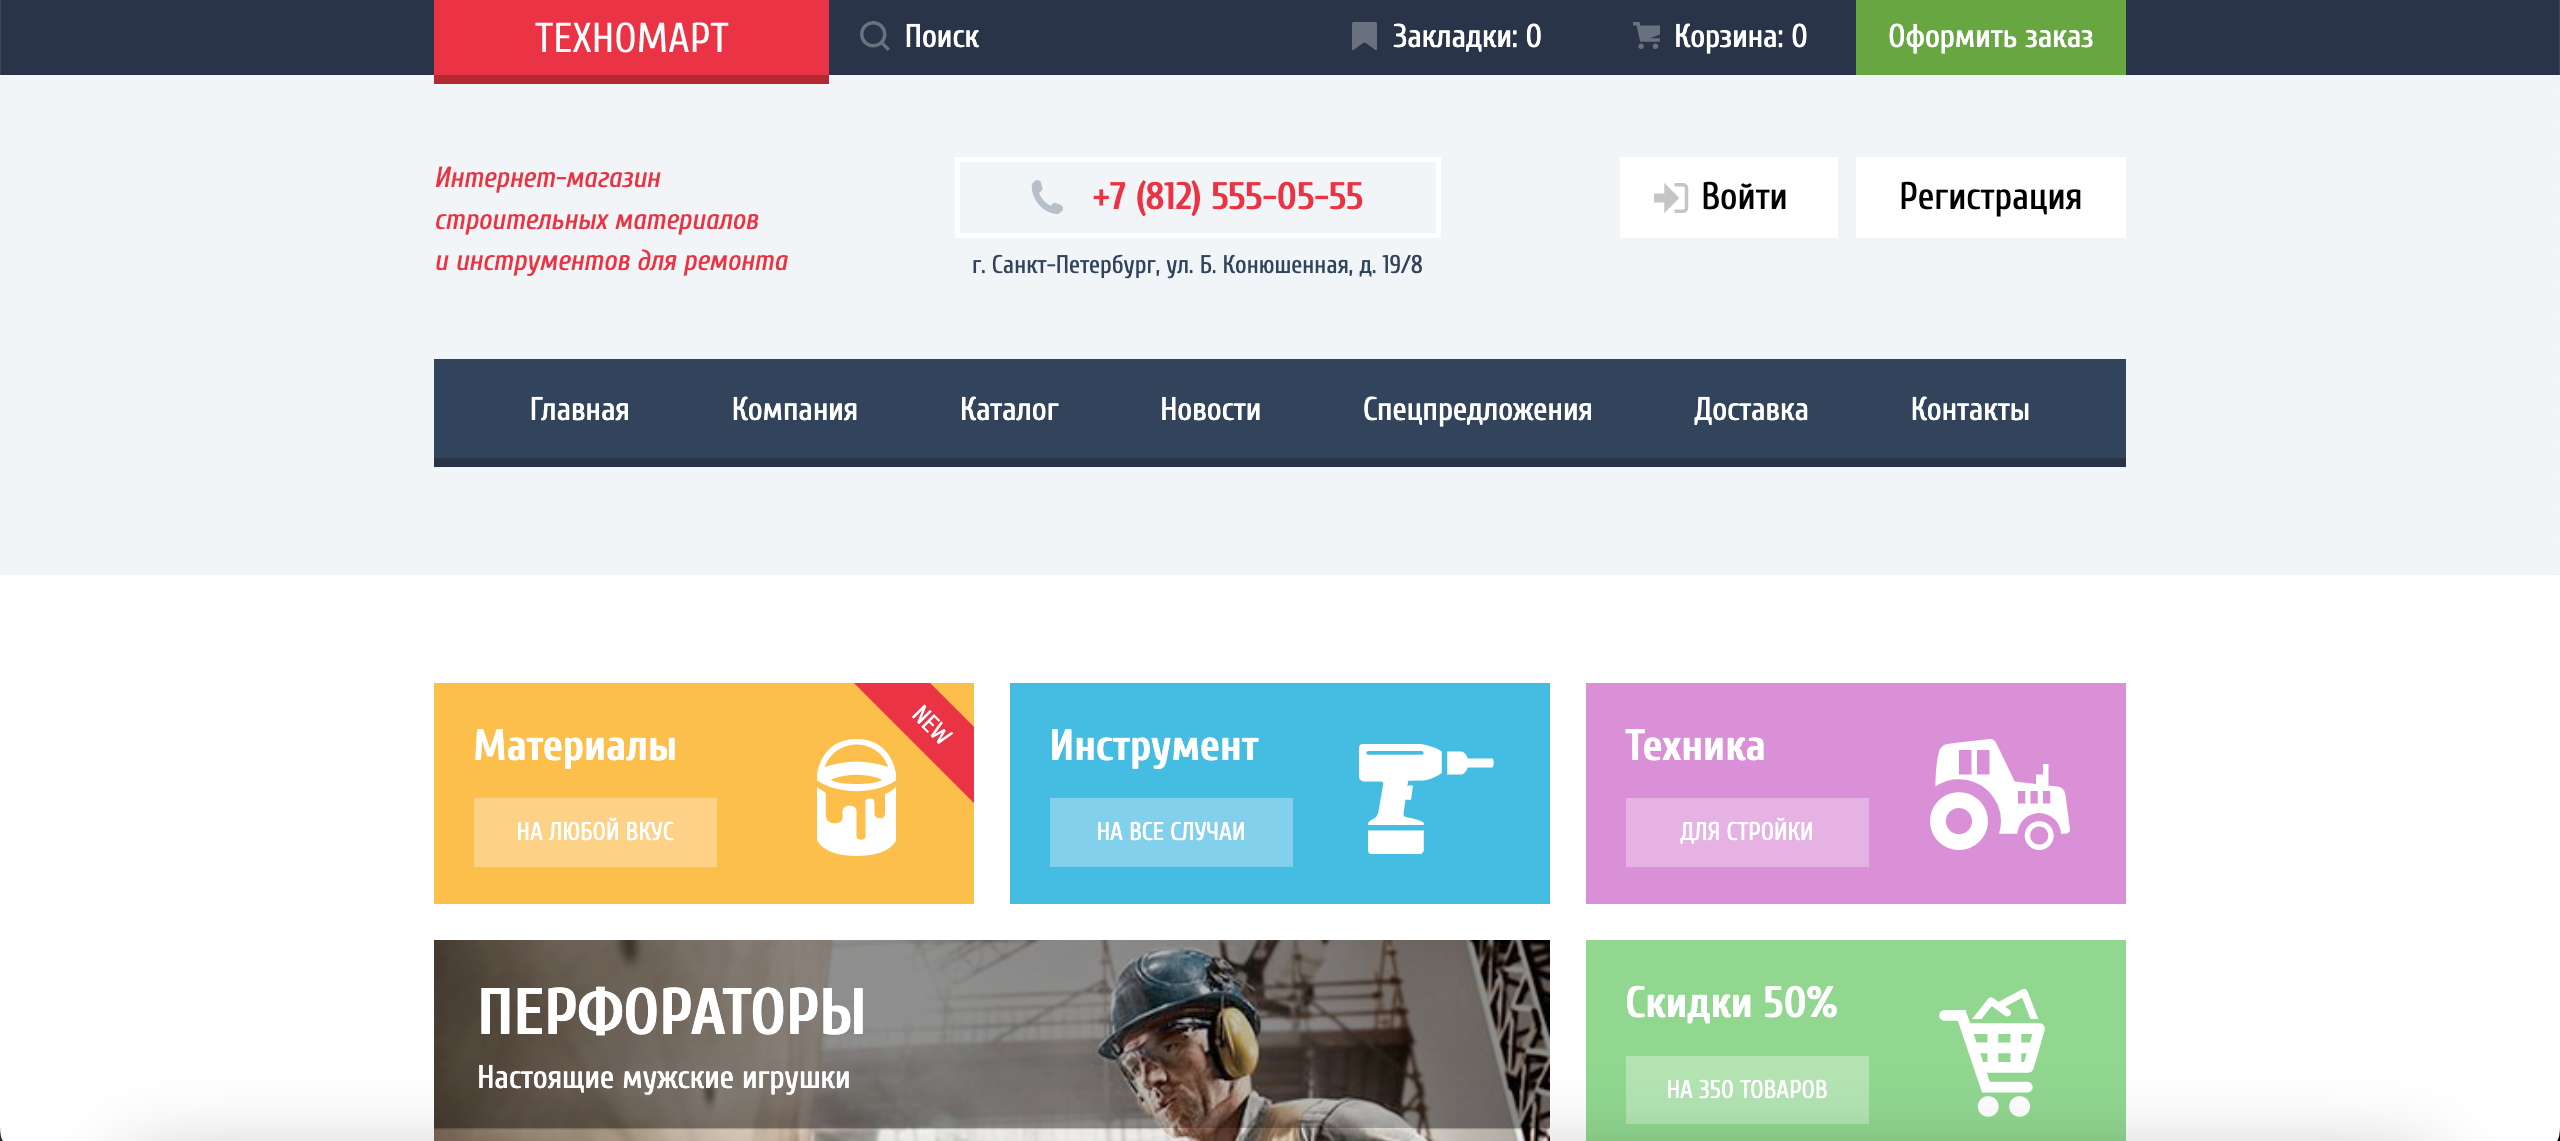 ТЕХНОМАРТ
Поиск
Закладки: 0
Корзина: 0
Оформить заказ
Интернет-магазин
строительных материалов
и инструментов для ремонта
+7 (812) 555-05-55
г. Санкт-Петербург, ул. Б. Конюшенная, д. 19/8
Войти
Регистрация
Главная
Компания
Каталог
Новости
Спецпредложения
Доставка
Контакты
Материалы
NEW
НА ЛЮБОЙ ВКУС
Инструмент
НА ВСЕ СЛУЧАИ
Техника
ДЛЯ СТРОЙКИ
ПЕРФОРАТОРЫ
Настоящие мужские игрушки
Скидки 50%
НА 350 ТОВАРОВ